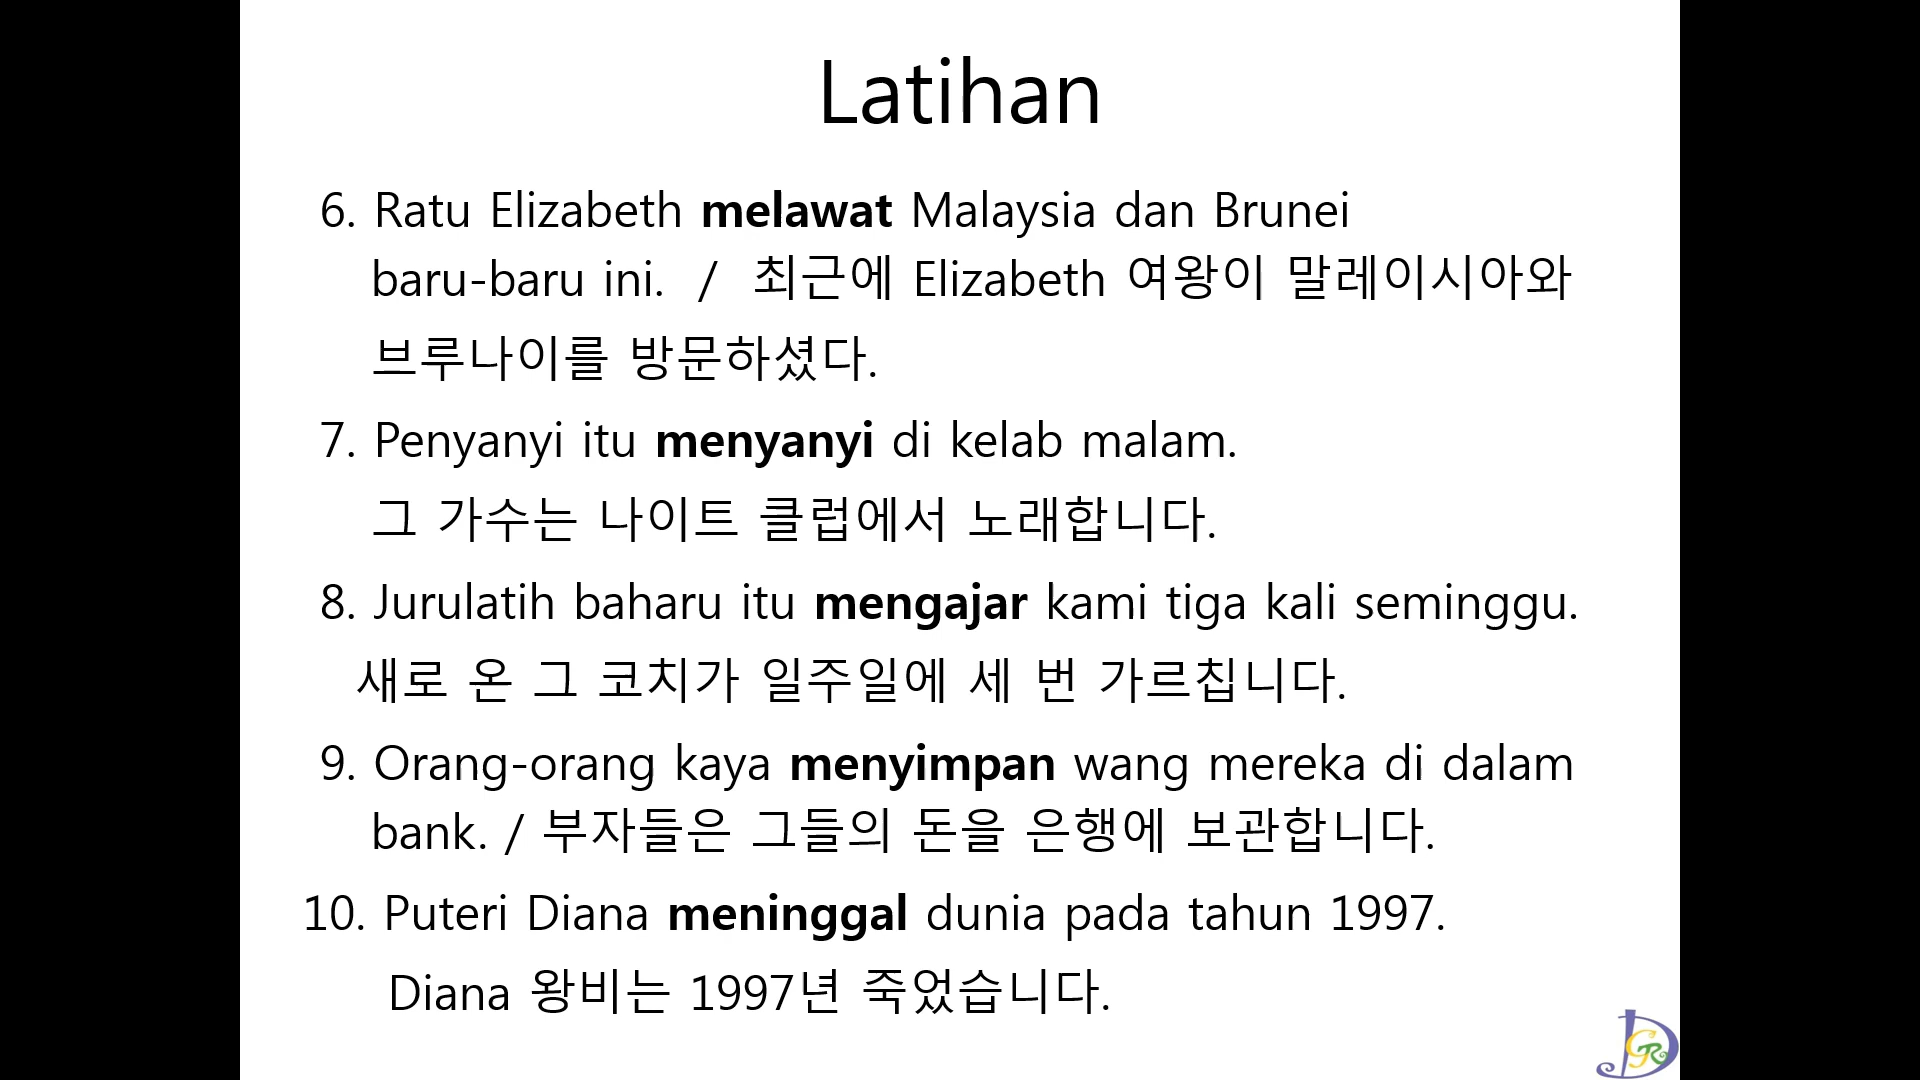 Latihan
6. Ratu Elizabeth melawat Malaysia dan Brunei
baru-baru ini. / 최근에 Elizabeth 여왕이 말레이시아와
브루나이를 방문하셨다.
7. Penyanyi itu menyanyi di kelab malam.
그 가수는 나이트 클럽에서 노래합니다.
8. Jurulatih baharu itu mengajar kami tiga kali seminggu.
새로 온 그 코치가 일주일에 세 번 가르칩니다.
9. Orang-orang kaya menyimpan wang mereka di dalam
bank. / 부자들은 그들의 돈을 은행에 보관합니다.
10. Puteri Diana meninggal dunia pada tahun 1997.
Diana 왕비는 1997년 죽었습니다.
DGR